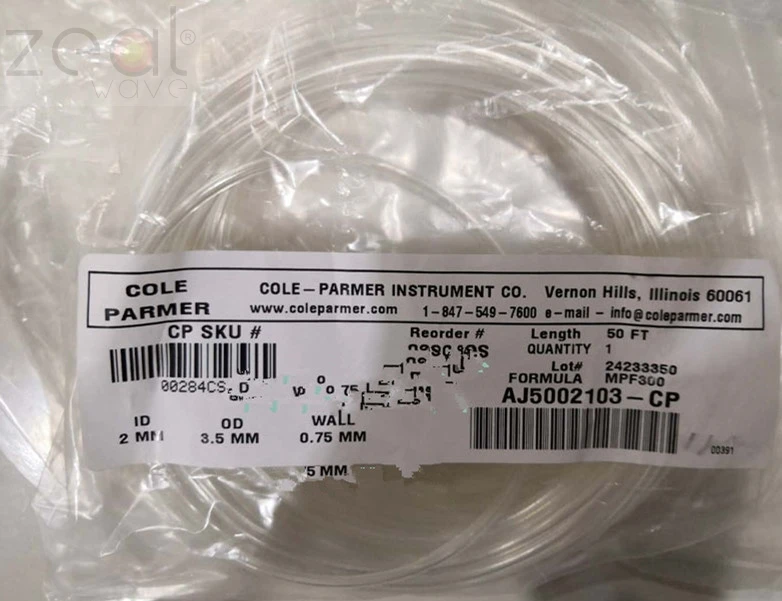 zeal®
wave
COLE PARMER
COLE-PARMER INSTRUMENT CO. Vernon Hills, Illinois 60061
www.coleparmer.com 1-847-549-7600 e-mail - info@coleparmer.com
CP SKU #
Reorder #
Length 50 FT
QUANTITY 1
Lot# 24233350
FORMULA MPF300
AJ5002103-CP
ID OD WALL
2 MM 3.5 MM 0.75 MM
00391
5 MM